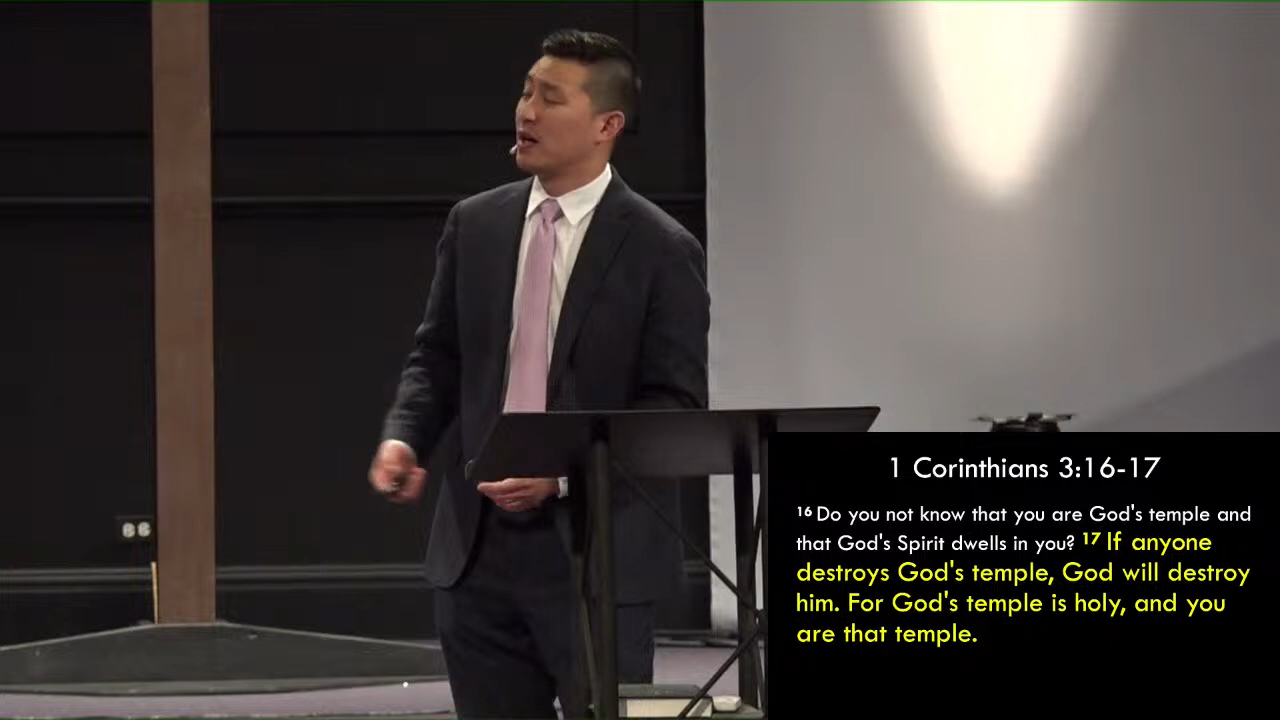 1 Corinthians 3:16-17
16 Do you not know that you are God's temple and
that God's Spirit dwells in you? 17 If anyone
destroys God's temple, God will destroy
him. For God's temple is holy, and you
are that temple.